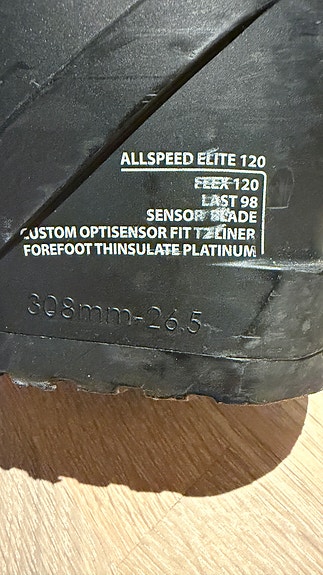 ALLSPEED ELITE 120
FLEX 120
LAST 98
SENSOR BLADE
CUSTOM OPTISENSOR FIT T2 LINER
FOREFOOT THINSULATE PLATINUM
308mm-26.5